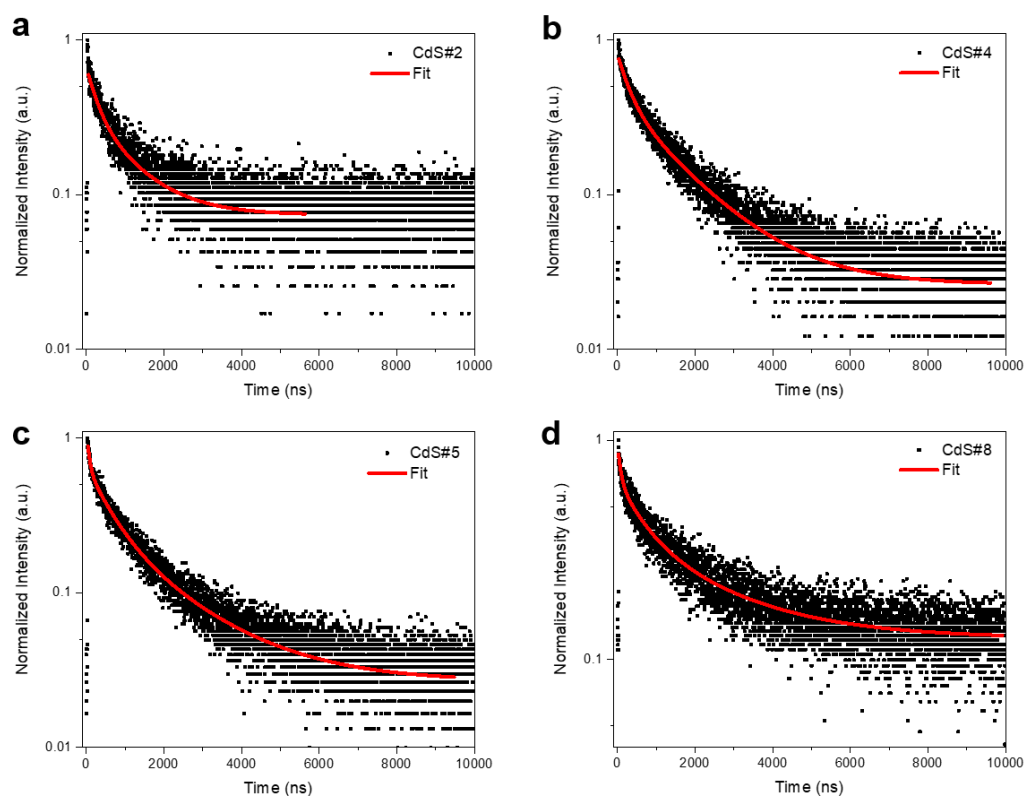 a
CdS#2
Fit
1
0.1
0.01
Normalized Intensity (a.u.)
0 2000 4000 6000 8000 10000
Time (ns)
b
CdS#4
Fit
1
0.1
0.01
Normalized Intensity (a.u.)
0 2000 4000 6000 8000 10000
Time (ns)
c
CdS#5
Fit
1
0.1
0.01
Normalized Intensity (a.u.)
0 2000 4000 6000 8000 10000
Time (ns)
d
CdS#8
Fit
1
0.1
Normalized Intensity (a.u.)
0 2000 4000 6000 8000 10000
Time (ns)